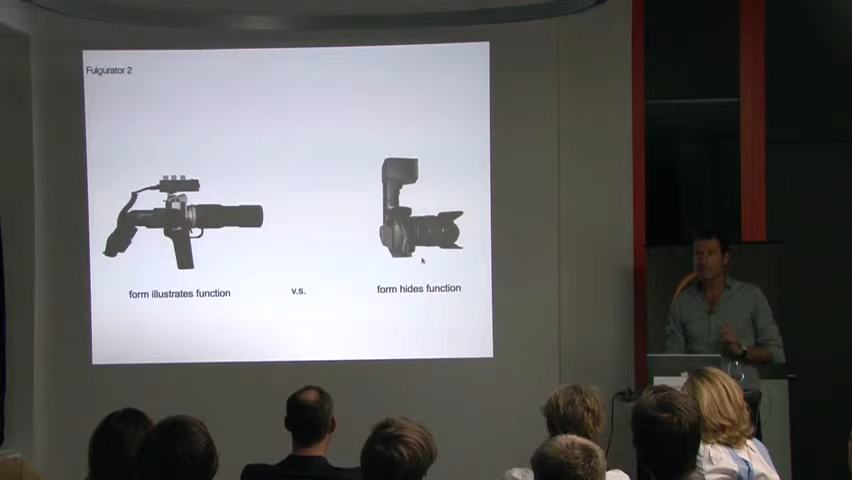 Fulgurator 2
form illustrates function
v.s.
form hides function